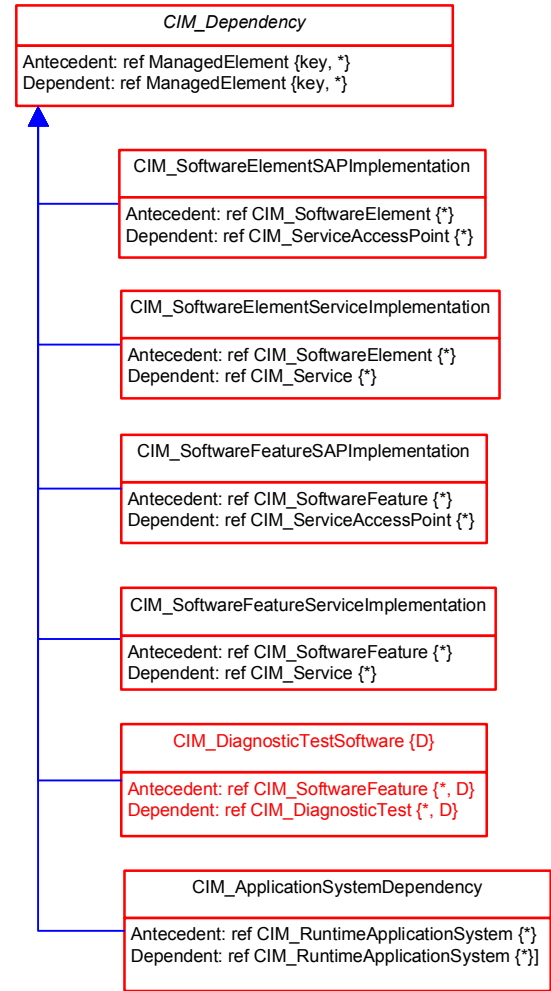 CIM_Dependency
Antecedent: ref ManagedElement {key, *}
Dependent: ref ManagedElement {key, *}
CIM_SoftwareElementSAPImplementation
Antecedent: ref CIM_SoftwareElement {*}
Dependent: ref CIM_ServiceAccessPoint {*}
CIM_SoftwareElementServiceImplementation
Antecedent: ref CIM_SoftwareElement {*}
Dependent: ref CIM_Service {*}
CIM_SoftwareFeatureSAPImplementation
Antecedent: ref CIM_SoftwareFeature {*}
Dependent: ref CIM_ServiceAccessPoint {*}
CIM_SoftwareFeatureServiceImplementation
Antecedent: ref CIM_SoftwareFeature {*}
Dependent: ref CIM_Service {*}
CIM_DiagnosticTestSoftware {D}
Antecedent: ref CIM_SoftwareFeature {*, D}
Dependent: ref CIM_DiagnosticTest {*, D}
CIM_ApplicationSystemDependency
Antecedent: ref CIM_RuntimeApplicationSystem {*}
Dependent: ref CIM_RuntimeApplicationSystem {*}]